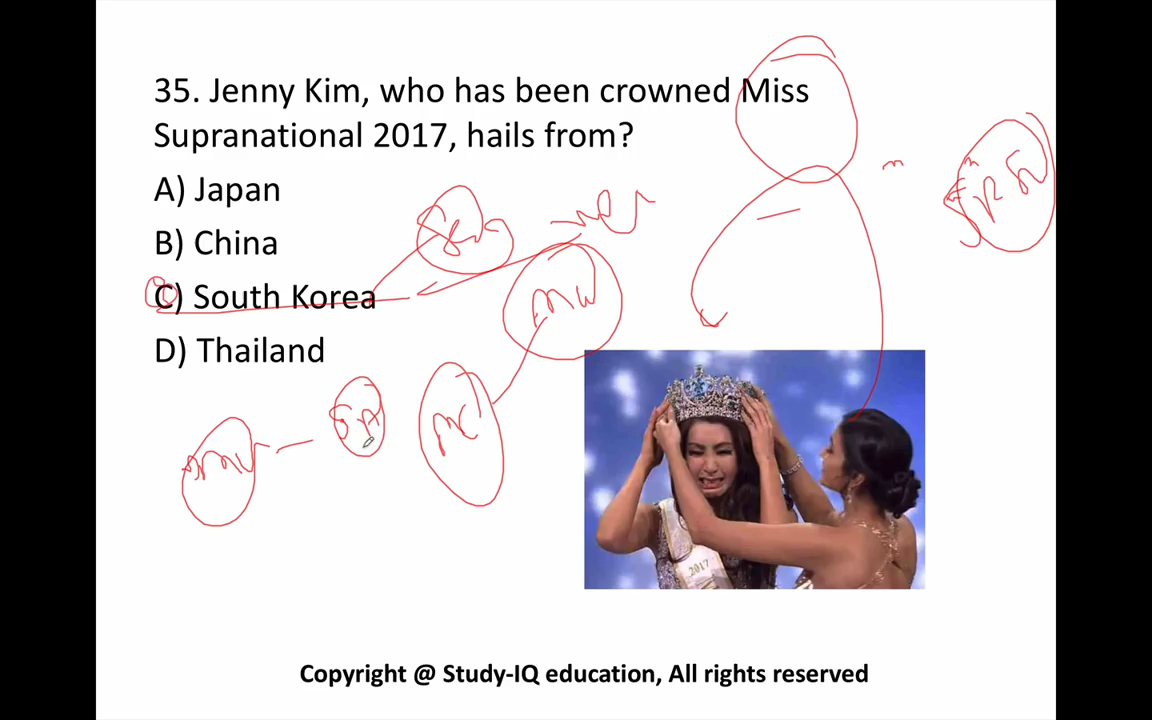 35. Jenny Kim, who has been crowned Miss
Supranational 2017, hails from?
A) Japan
B) China
C) South Korea
D) Thailand
2017
Copyright @ Study-IQ education, All rights reserved